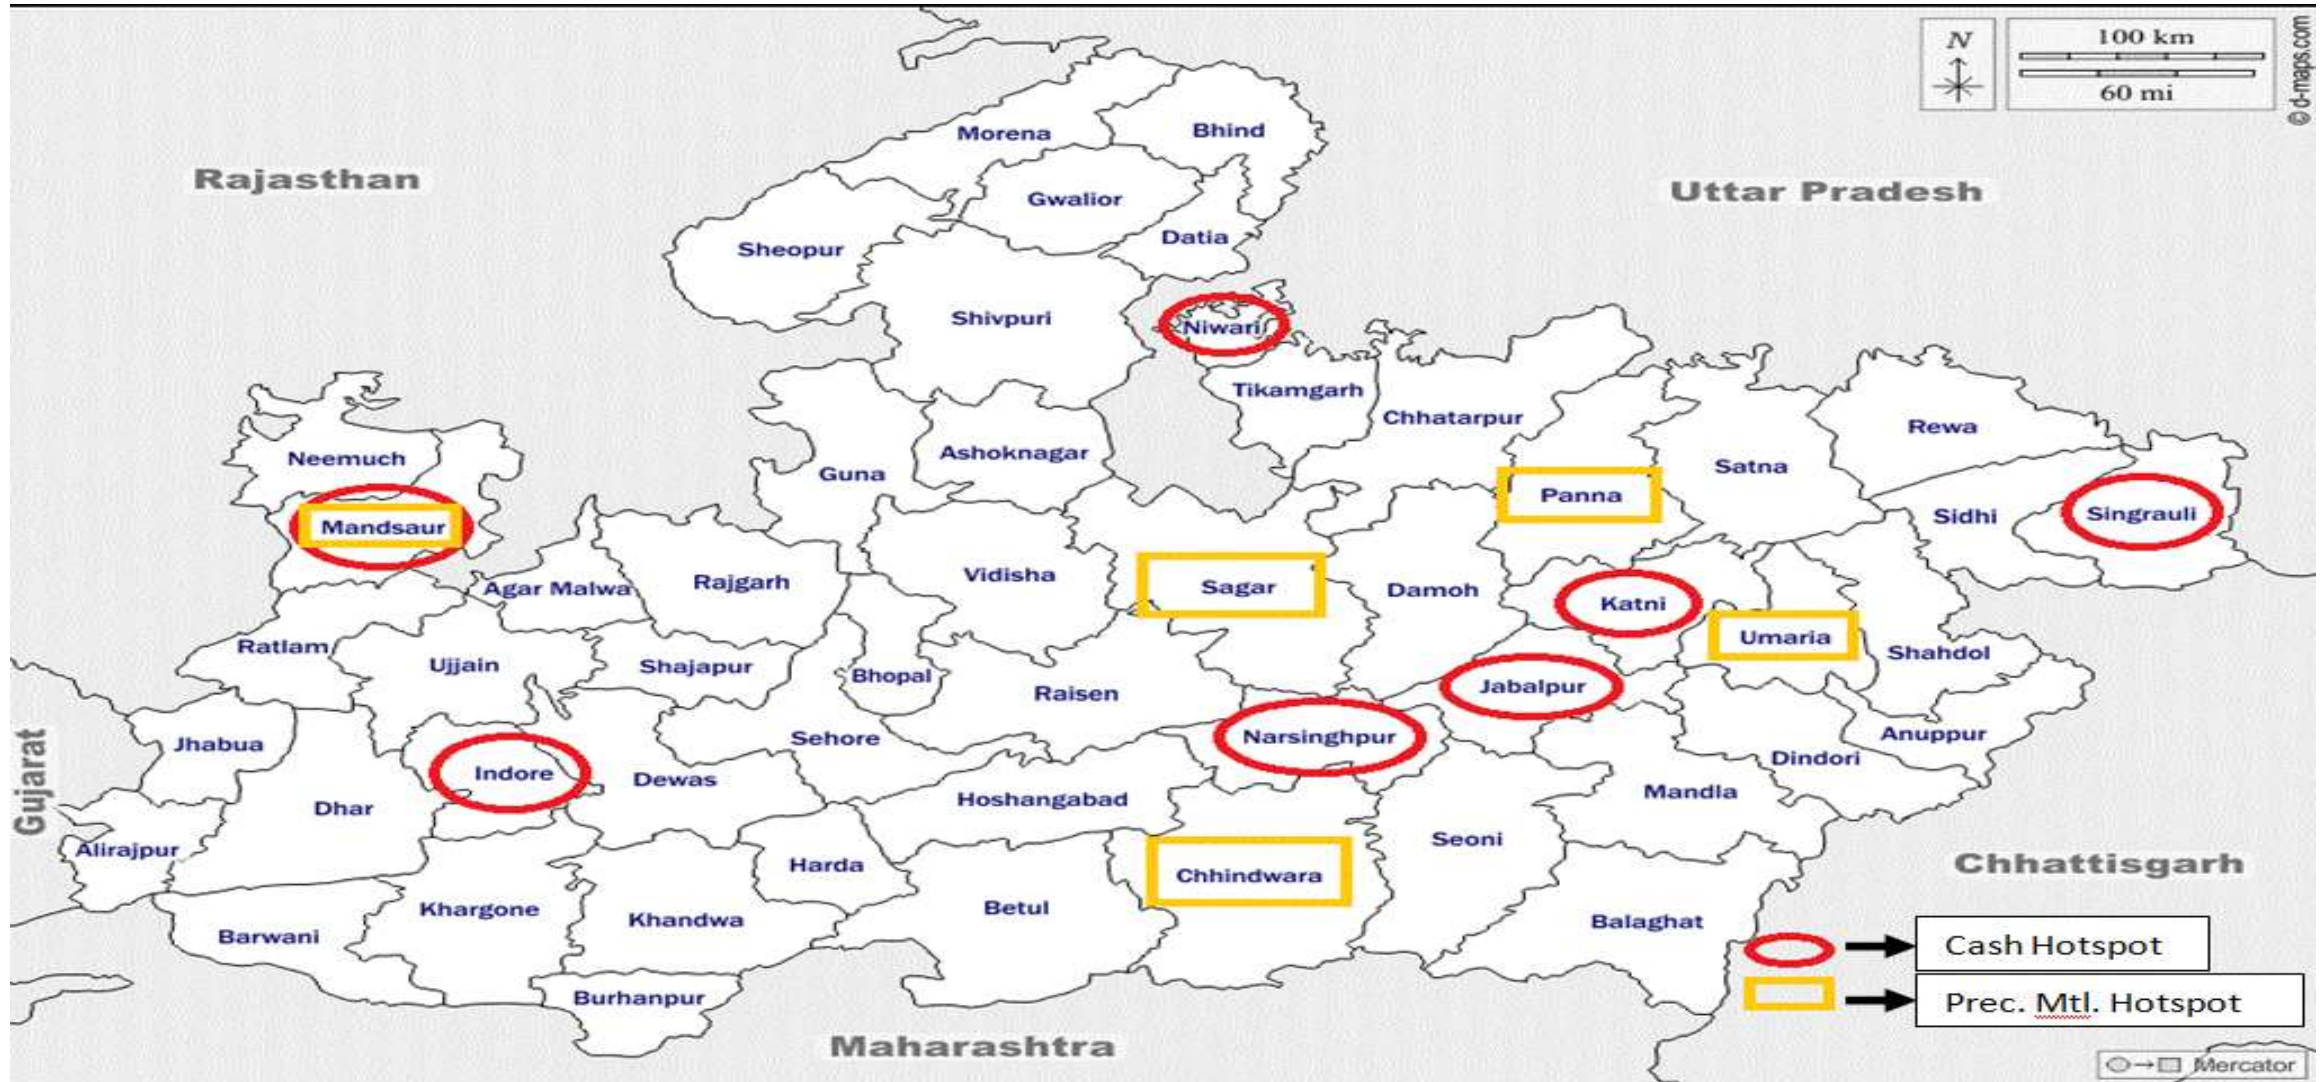 N
100 km
60 mi
© d-maps.com
Rajasthan
Uttar Pradesh
Morena
Bhind
Gwalior
Datia
Sheopur
Shivpuri
Niwari
Tikamgarh
Chhatarpur
Rewa
Neemuch
Ashoknagar
Guna
Satna
Panna
Mandsaur
Sidhi
Singrauli
Agar Malwa
Rajgarh
Vidisha
Sagar
Damoh
Katni
Umaria
Ratlam
Ujjain
Shajapur
Bhopal
Raisen
Jabalpur
Shahdol
Jhabua
Indore
Dewas
Sehore
Narsinghpur
Anuppur
Dindori
Gujarat
Dhar
Hoshangabad
Mandla
Alirajpur
Harda
Seoni
Chhindwara
Chhattisgarh
Barwani
Khargone
Khandwa
Betul
Balaghat
Burhanpur
Maharashtra
Cash Hotspot
Prec. Mtl. Hotspot
Mercator